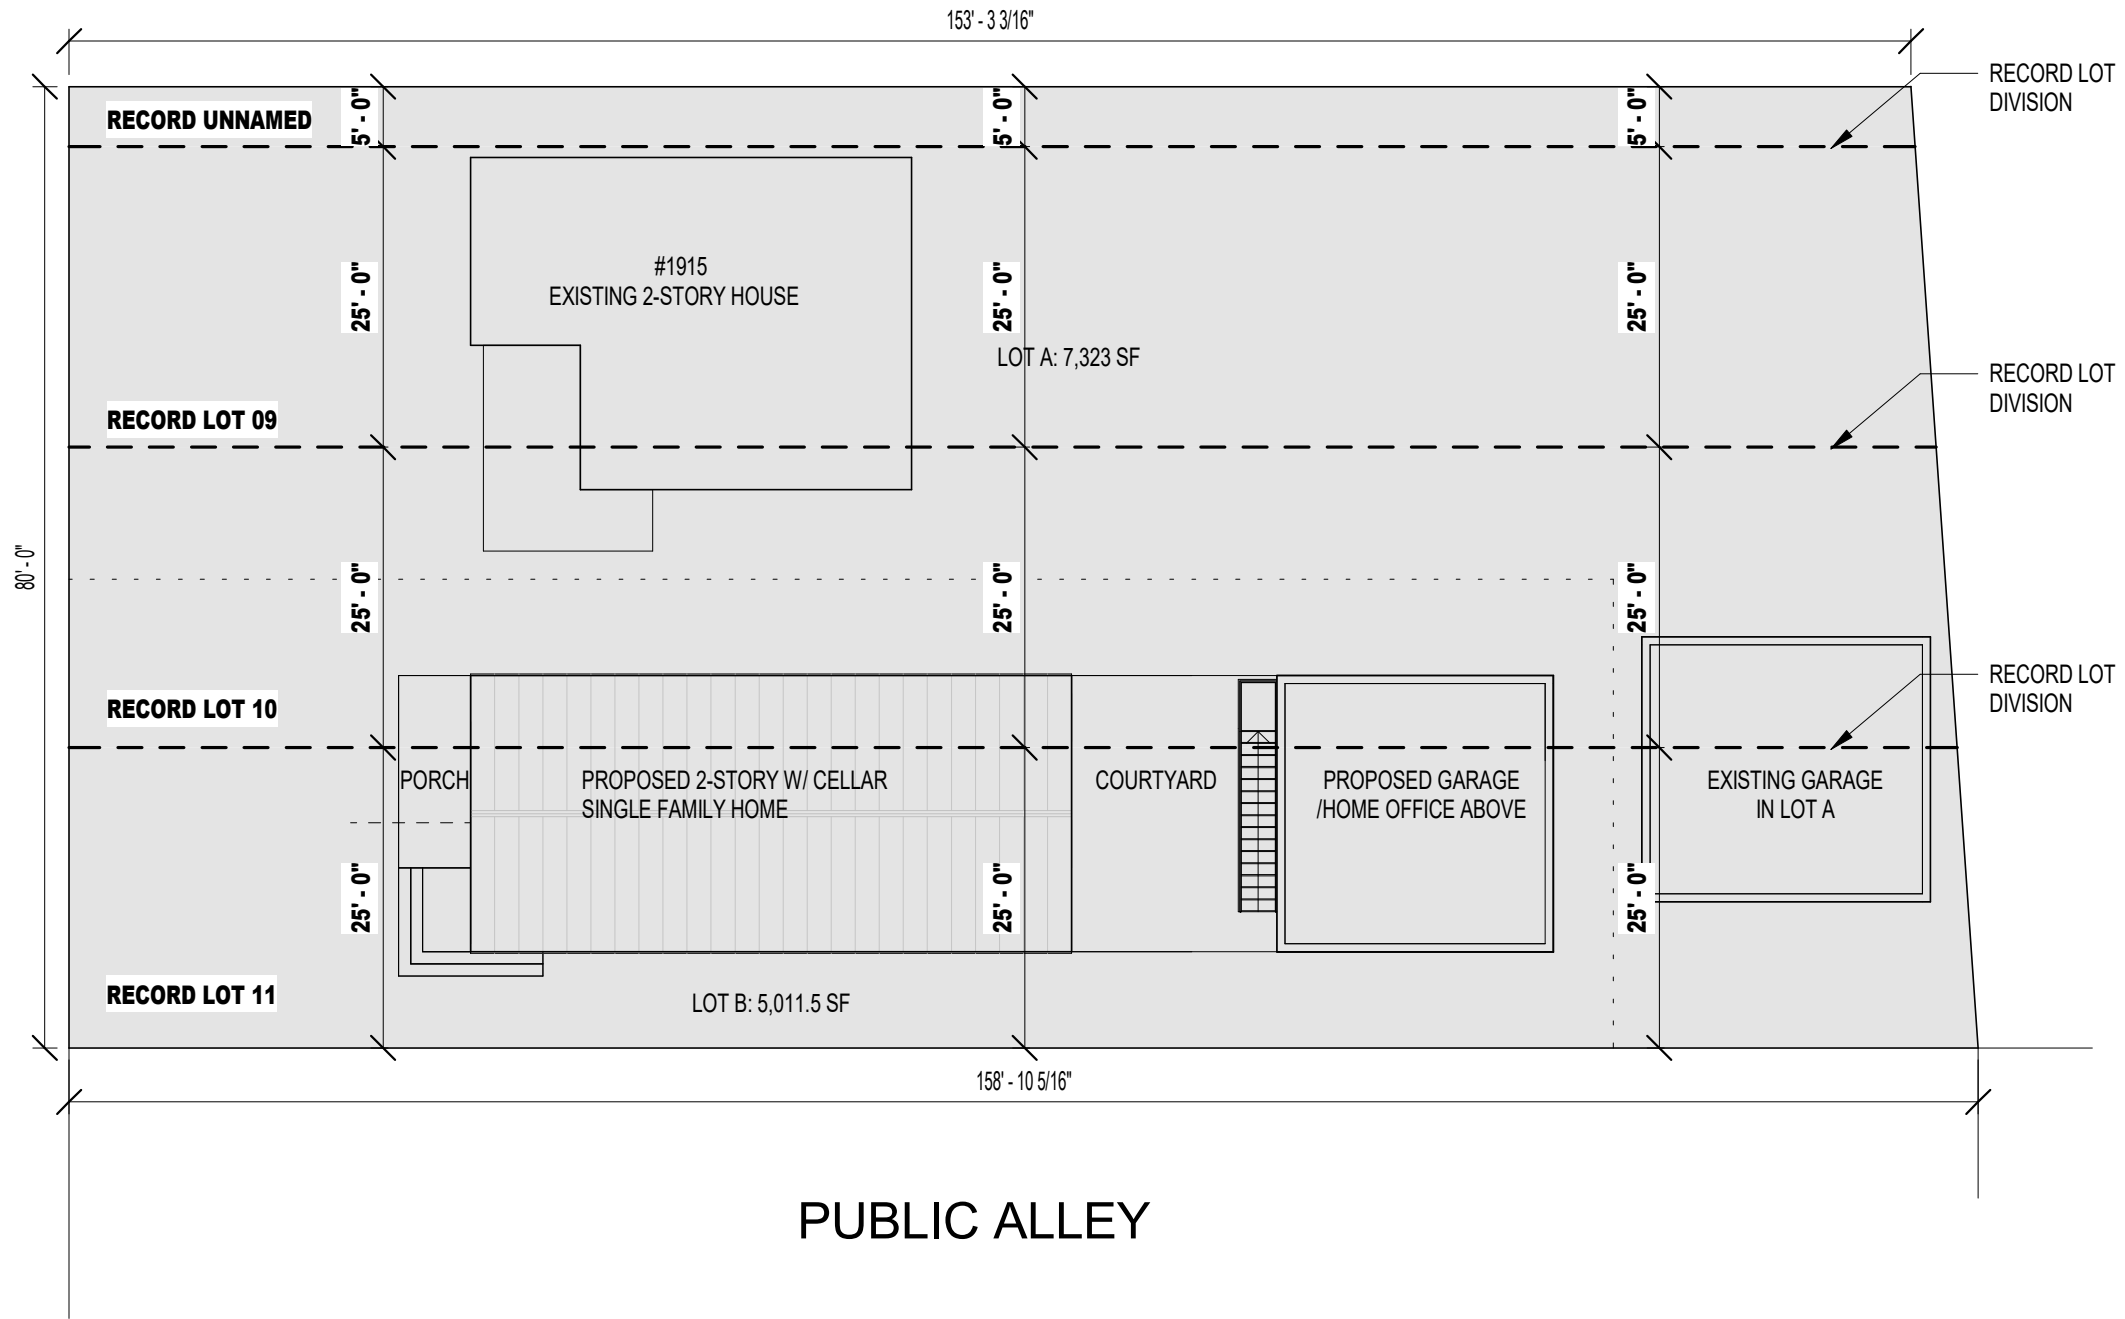 153' - 3 3/16"
RECORD LOT
DIVISION
RECORD UNNAMED
5' - 0"
5' - 0"
5' - 0"
#1915
EXISTING 2-STORY HOUSE
25' - 0"
25' - 0"
25' - 0"
LOT A: 7,323 SF
RECORD LOT
DIVISION
RECORD LOT 09
80' - 0"
25' - 0"
25' - 0"
25' - 0"
RECORD LOT
DIVISION
RECORD LOT 10
PORCH
PROPOSED 2-STORY W/ CELLAR
SINGLE FAMILY HOME
COURTYARD
PROPOSED GARAGE
/HOME OFFICE ABOVE
EXISTING GARAGE
IN LOT A
25' - 0"
25' - 0"
25' - 0"
RECORD LOT 11
LOT B: 5,011.5 SF
158' - 10 5/16"
PUBLIC ALLEY